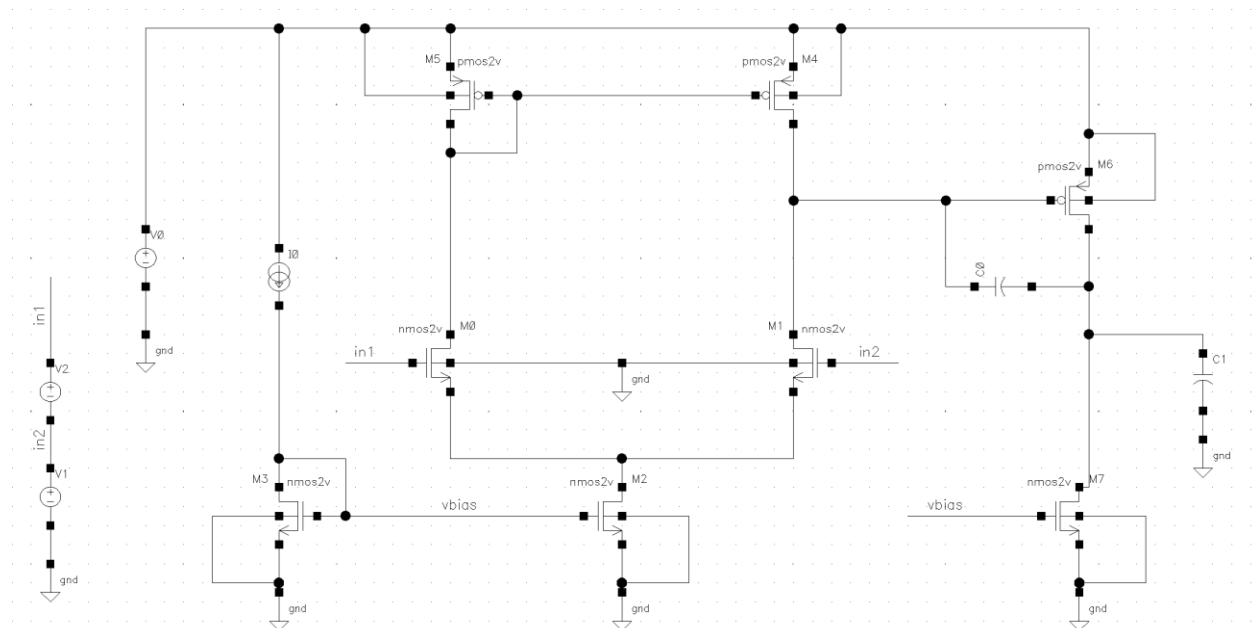 M5 pmos2v
pmos2v M4
M6
pmos2v
V0
I0
C0
in1
nmos2v M0
M1 nmos2v
gnd
in1
in2
C1
V2
gnd
in2
gnd
V1
M3 nmos2v
nmos2v M2
nmos2v M7
vbias
vbias
gnd
gnd
gnd
gnd